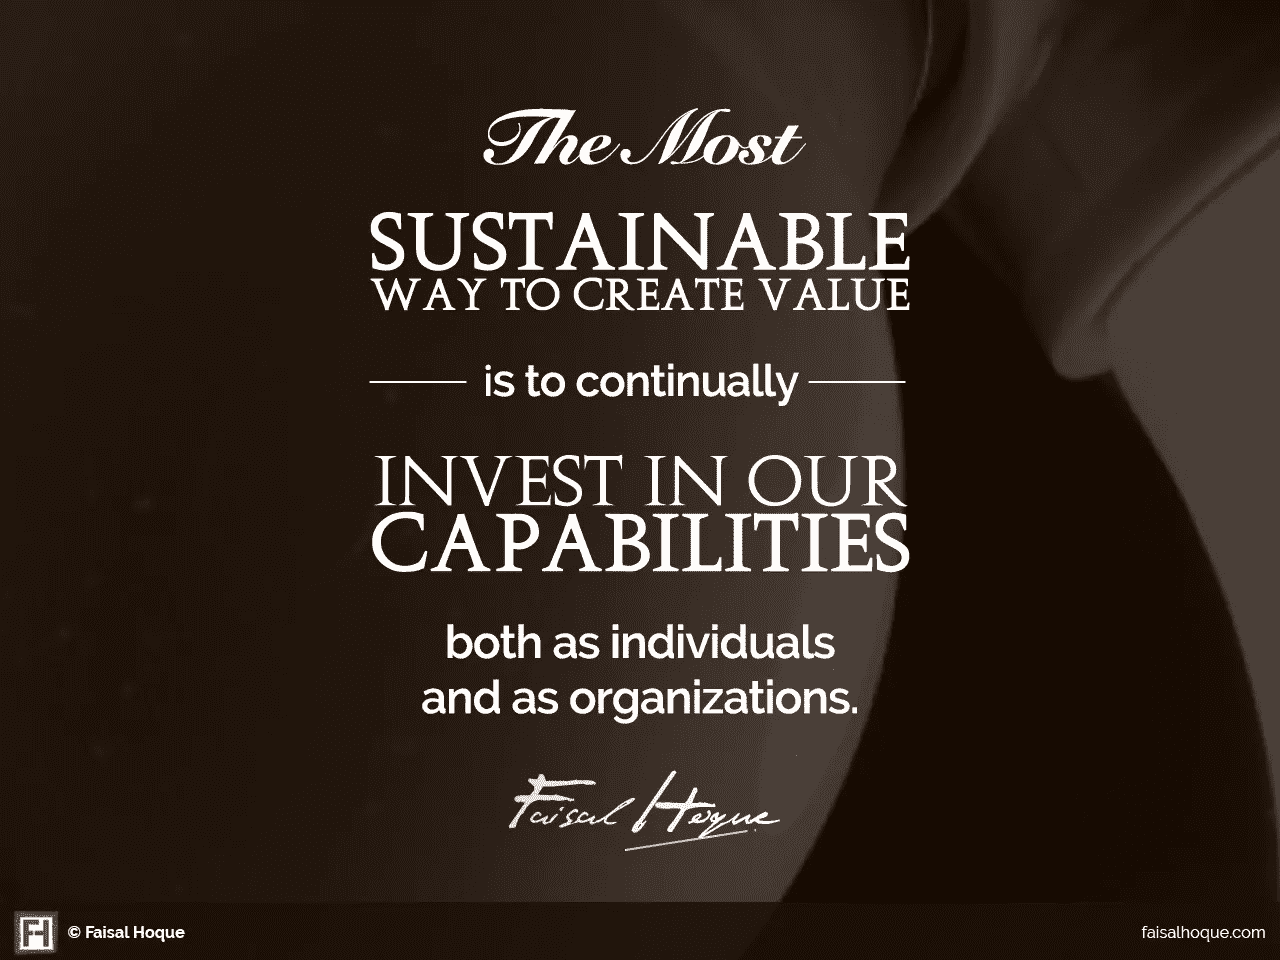 The Most
SUSTAINABLE
WAY TO CREATE VALUE
is to continually
INVEST IN OUR
CAPABILITIES
both as individuals
and as organizations.
Faisal Hoque
FH © Faisal Hoque
faisalhoque.com